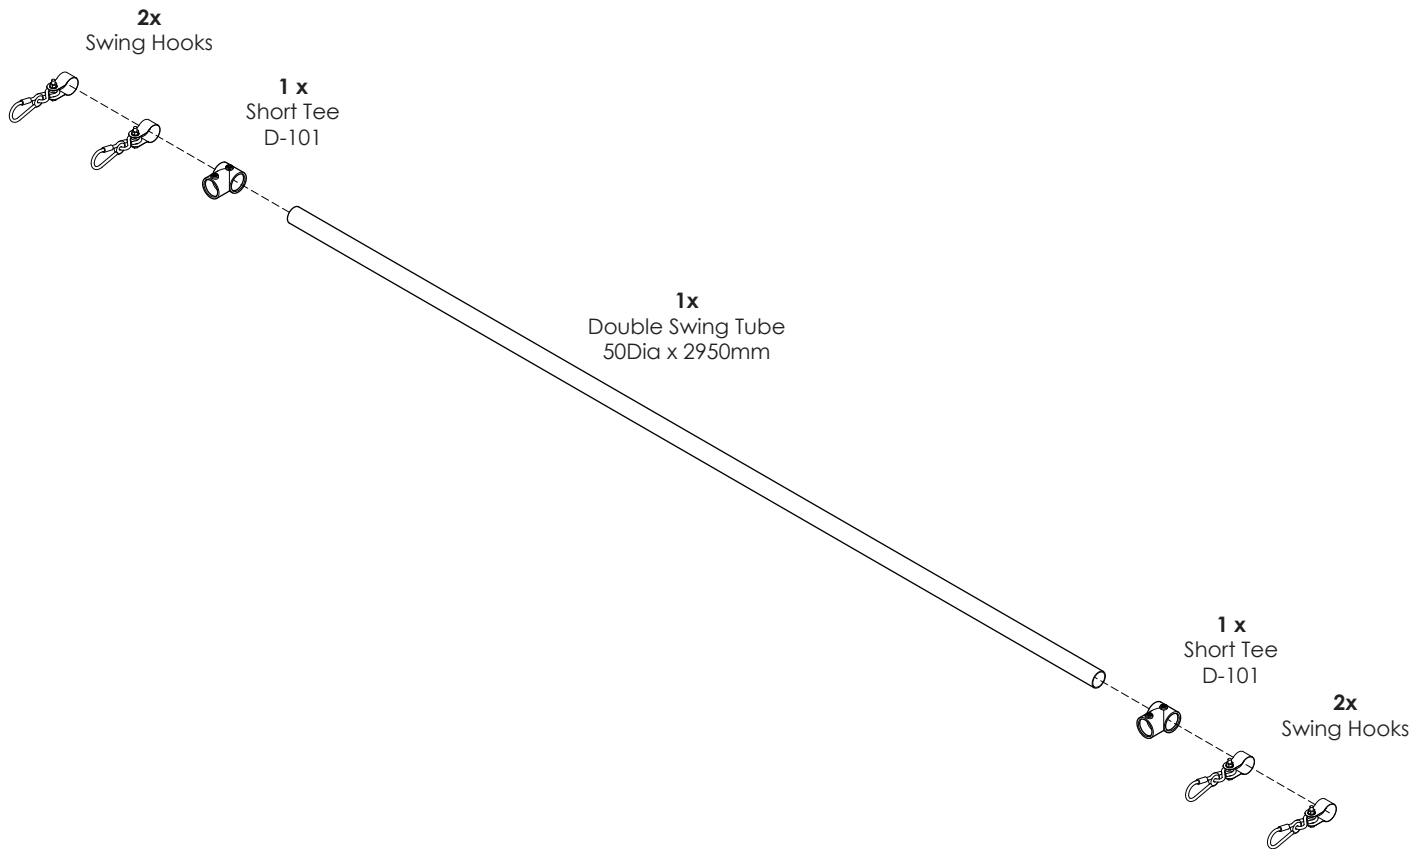 2x
Swing Hooks
1 x
Short Tee
D-101
1x
Double Swing Tube
50Dia x 2950mm
1 x
Short Tee
D-101
2x
Swing Hooks